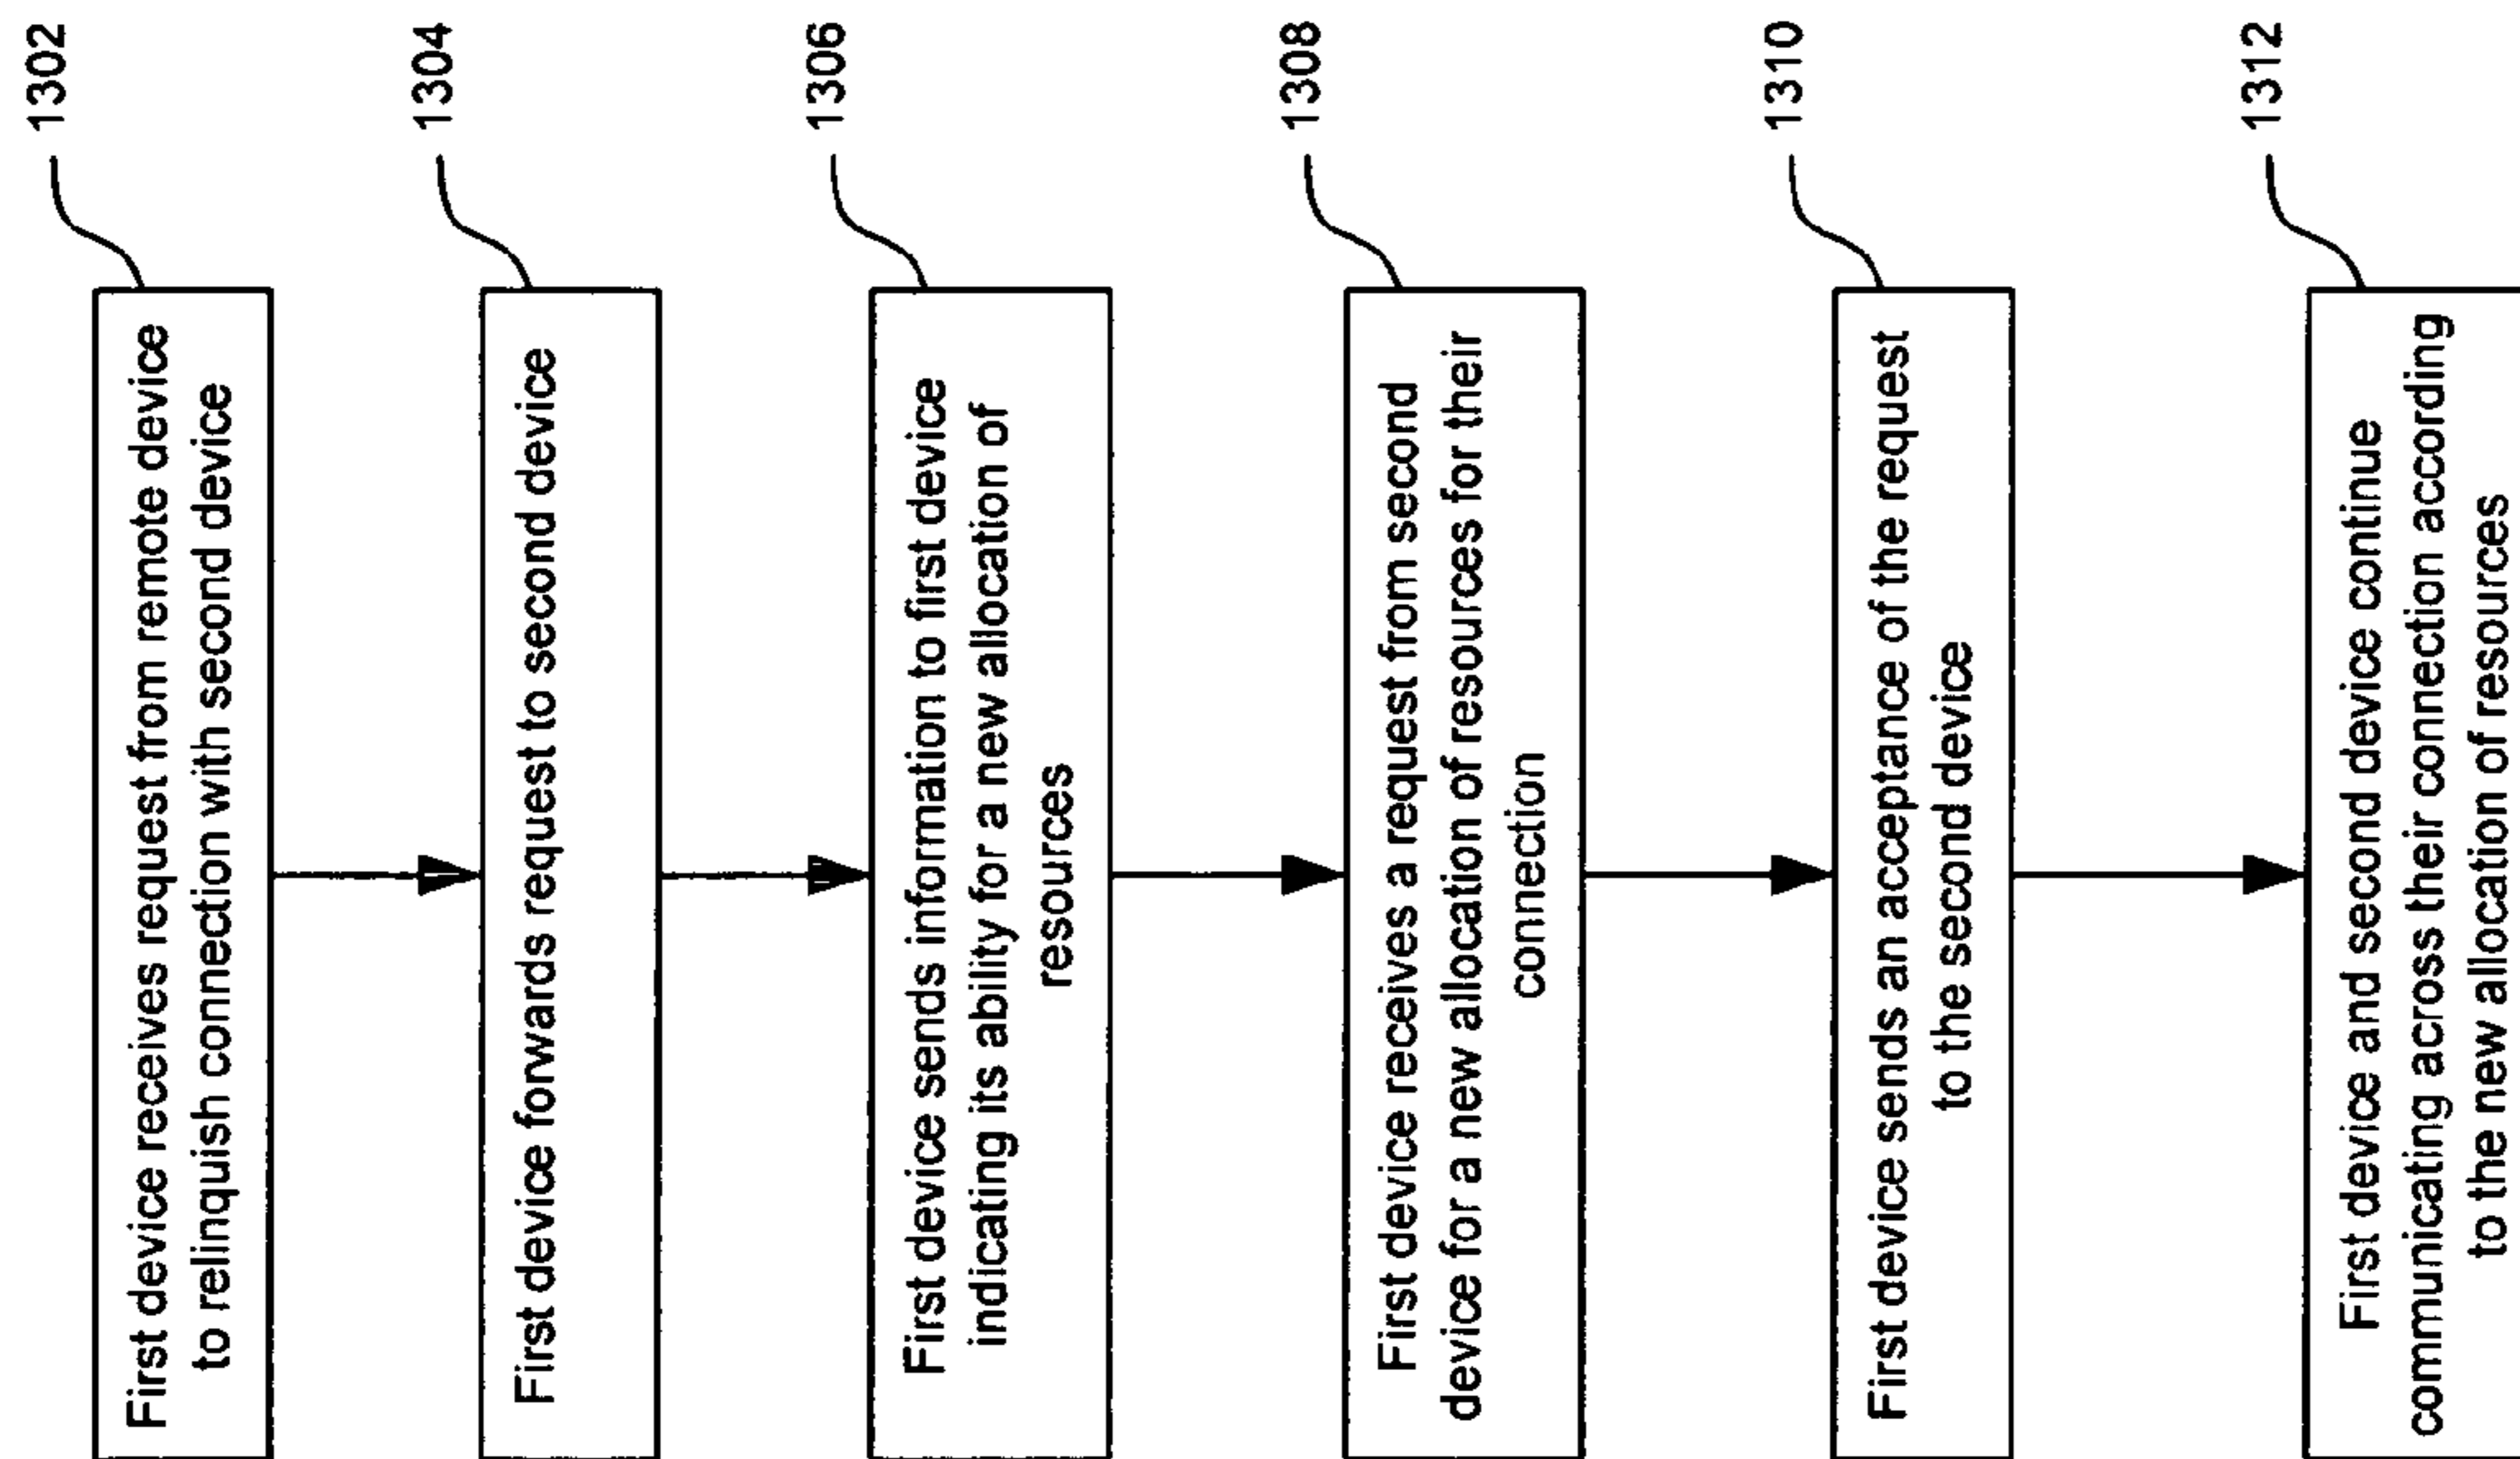 1302
First device receives request from remote device
to relinquish connection with second device
1304
First device forwards request to second device
1306
First device sends information to first device
indicating its ability for a new allocation of
resources
1308
First device receives a request from second
device for a new allocation of resources for their
connection
1310
First device sends an acceptance of the request
to the second device
1312
First device and second device continue
communicating across their connection according
to the new allocation of resources